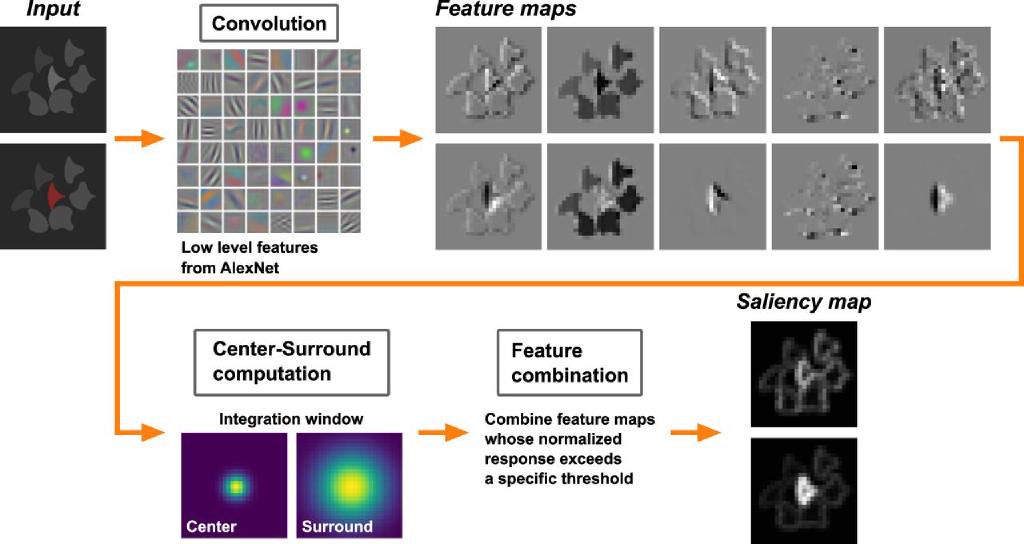 Input
Convolution
Feature maps
Low level features
from AlexNet
Saliency map
Center-Surround
computation
Feature
combination
Integration window
Combine feature maps
whose normalized
response exceeds
a specific threshold
Center
Surround